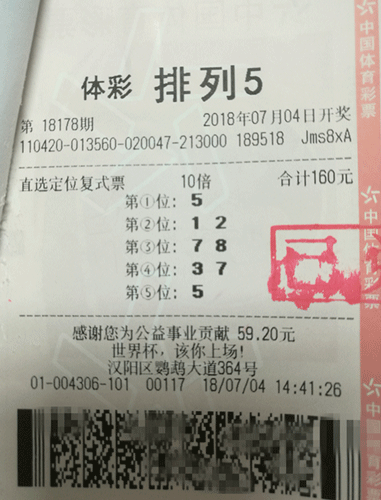 体彩 排列5
第 18178期 2018年07月04日开奖
110420-013560-020047-213000 189518 Jms8xA
直选定位复式票 10倍 合计160元
第①位: 5
第②位: 1 2
第③位: 7 8
第④位: 3 7
第⑤位: 5
感谢您为公益事业贡献 59.20元
世界杯,该你上场!
汉阳区鹦鹉大道364号
01-004306-101 00117 18/07/04 14:41:26
中国体育彩票
中国体育彩票